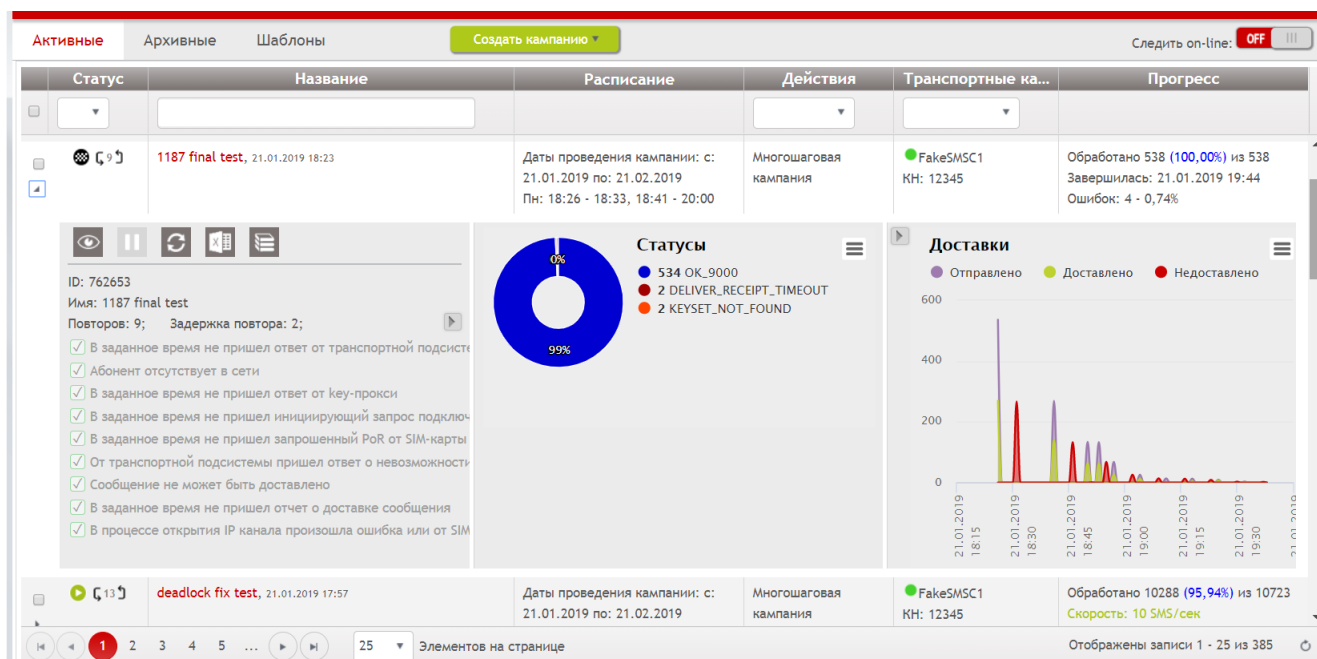 Активные Архивные Шаблоны Создать кампанию Следить on-line: OFF
Статус Название Расписание Действия Транспортные ка... Прогресс
9 1187 final test, 21.01.2019 18:23
Даты проведения кампании: с:
21.01.2019 по: 21.02.2019
Пн: 18:26 - 18:33, 18:41 - 20:00
Многошаговая
кампания
FakeSMSC1
КН: 12345
Обработано 538 (100,00%) из 538
Завершилась: 21.01.2019 19:44
Ошибок: 4 - 0,74%
ID: 762653
Имя: 1187 final test
Повторов: 9; Задержка повтора: 2;
В заданное время не пришел ответ от транспортной подсисте
Абонент отсутствует в сети
В заданное время не пришел ответ от key-прокси
В заданное время не пришел инициирующий запрос подключ
В заданное время не пришел запрошенный PoR от SIM-карты
От транспортной подсистемы пришел ответ о невозможности
Сообщение не может быть доставлено
В заданное время не пришел отчет о доставке сообщения
В процессе открытия IP канала произошла ошибка или от SIM
Статусы
534 OK_9000
2 DELIVER_RECEIPT_TIMEOUT
2 KEYSET_NOT_FOUND
0%
99%
Доставки
Отправлено Доставлено Недоставлено
600
400
200
0
21.01.2019 18:15
21.01.2019 18:30
21.01.2019 18:45
21.01.2019 19:00
21.01.2019 19:15
21.01.2019 19:30
13 deadlock fix test, 21.01.2019 17:57
Даты проведения кампании: с:
21.01.2019 по: 21.02.2019
Многошаговая
кампания
FakeSMSC1
КН: 12345
Обработано 10288 (95,94%) из 10723
Скорость: 10 SMS/сек
1 2 3 4 5 ... 25 Элементов на странице Отображены записи 1 - 25 из 385